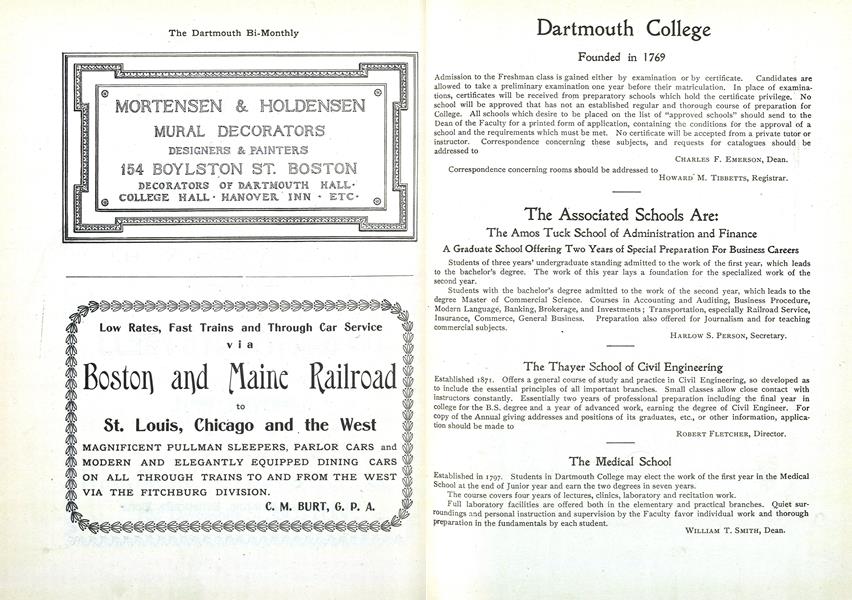 The Dartmouth Bi-Monthly
MORTENSEN & HOLDENSEN
MURAL DECORATORS
DESIGNERS & PAINTERS
154 BOYLSTON ST. BOSTON
DECORATORS OF DARTMOUTH HALL·
COLLEGE HALL · HANOVER INN · ETC·
Low Rates, Fast Trains and Through Car Service
via
Boston and Maine Railroad
to
St. Louis, Chicago and the West
MAGNIFICENT PULLMAN SLEEPERS, PARLOR CARS and
MODERN AND ELEGANTLY EQUIPPED DINING CARS
ON ALL THROUGH TRAINS TO AND FROM THE WEST
VIA THE FITCHBURG DIVISION.
C. M. BURT, G. P. A.
Dartmouth College
Founded in 1769
Admission to the Freshman class is gained either by examination or by certificate. Candidates are
allowed to take a preliminary examination one year before their matriculation. In place of examina-
tions, certificates will be received from preparatory schools which hold the certificate privilege. No
school will be approved that has not an established regular and thorough course of preparation for
College. All schools which desire to be placed on the list of "approved schools" should send to the
Dean of the Faculty for a printed form of application, containing the conditions for the approval of a
school and the requirements which must be met. No certificate will be accepted from a private tutor or
instructor. Correspondence concerning these subjects, and requests for catalogues should be
addressed to
CHARLES F. EMERSON, Dean.
Correspondence concerning rooms should be addressed to
HOWARD M. TIBBETTS, Registrar.
The Associated Schools Are:
The Amos Tuck School of Administration and Finance
A Graduate School Offering Two Years of Special Preparation For Business Careers
Students of three years' undergraduate standing admitted to the work of the first year, which leads
to the bachelor's degree. The work of this year lays a foundation for the specialized work of the
second year.
Students with the bachelor's degree admitted to the work of the second year, which leads to the
degree Master of Commercial Science. Courses in Accounting and Auditing, Business Procedure,
Modern Language, Banking, Brokerage, and Investments; Transportation, especially Railroad Service,
Insurance, Commerce, General Business. Preparation also offered for Journalism and for teaching
commercial subjects.
HARLOW S. PERSON, Secretary.
The Thayer School of Civil Engineering
Established 1871. Offers a general course of study and practice in Civil Engineering, so developed as
to include the essential principles of all important branches. Small classes allow close contact with
instructors constantly. Essentially two years of professional preparation including the final year in
college for the B.S. degree and a year of advanced work, earning the degree of Civil Engineer. For
copy of the Annual giving addresses and positions of its graduates, etc., or other information, applica-
tion should be made to
ROBERT FLETCHER, Director.
The Medical School
Established in 1797. Students in Dartmouth College may elect the work of the first year in the Medical
School at the end of Junior year and earn the two degrees in seven years.
The course covers four years of lectures, clinics, laboratory and recitation work.
Full laboratory facilities are offered both in the elementary and practical branches. Quiet sur-
roundings and personal instruction and supervision by the Faculty favor individual work and thorough
preparation in the fundamentals by each student.
WILLIAM T. SMITH, Dean.